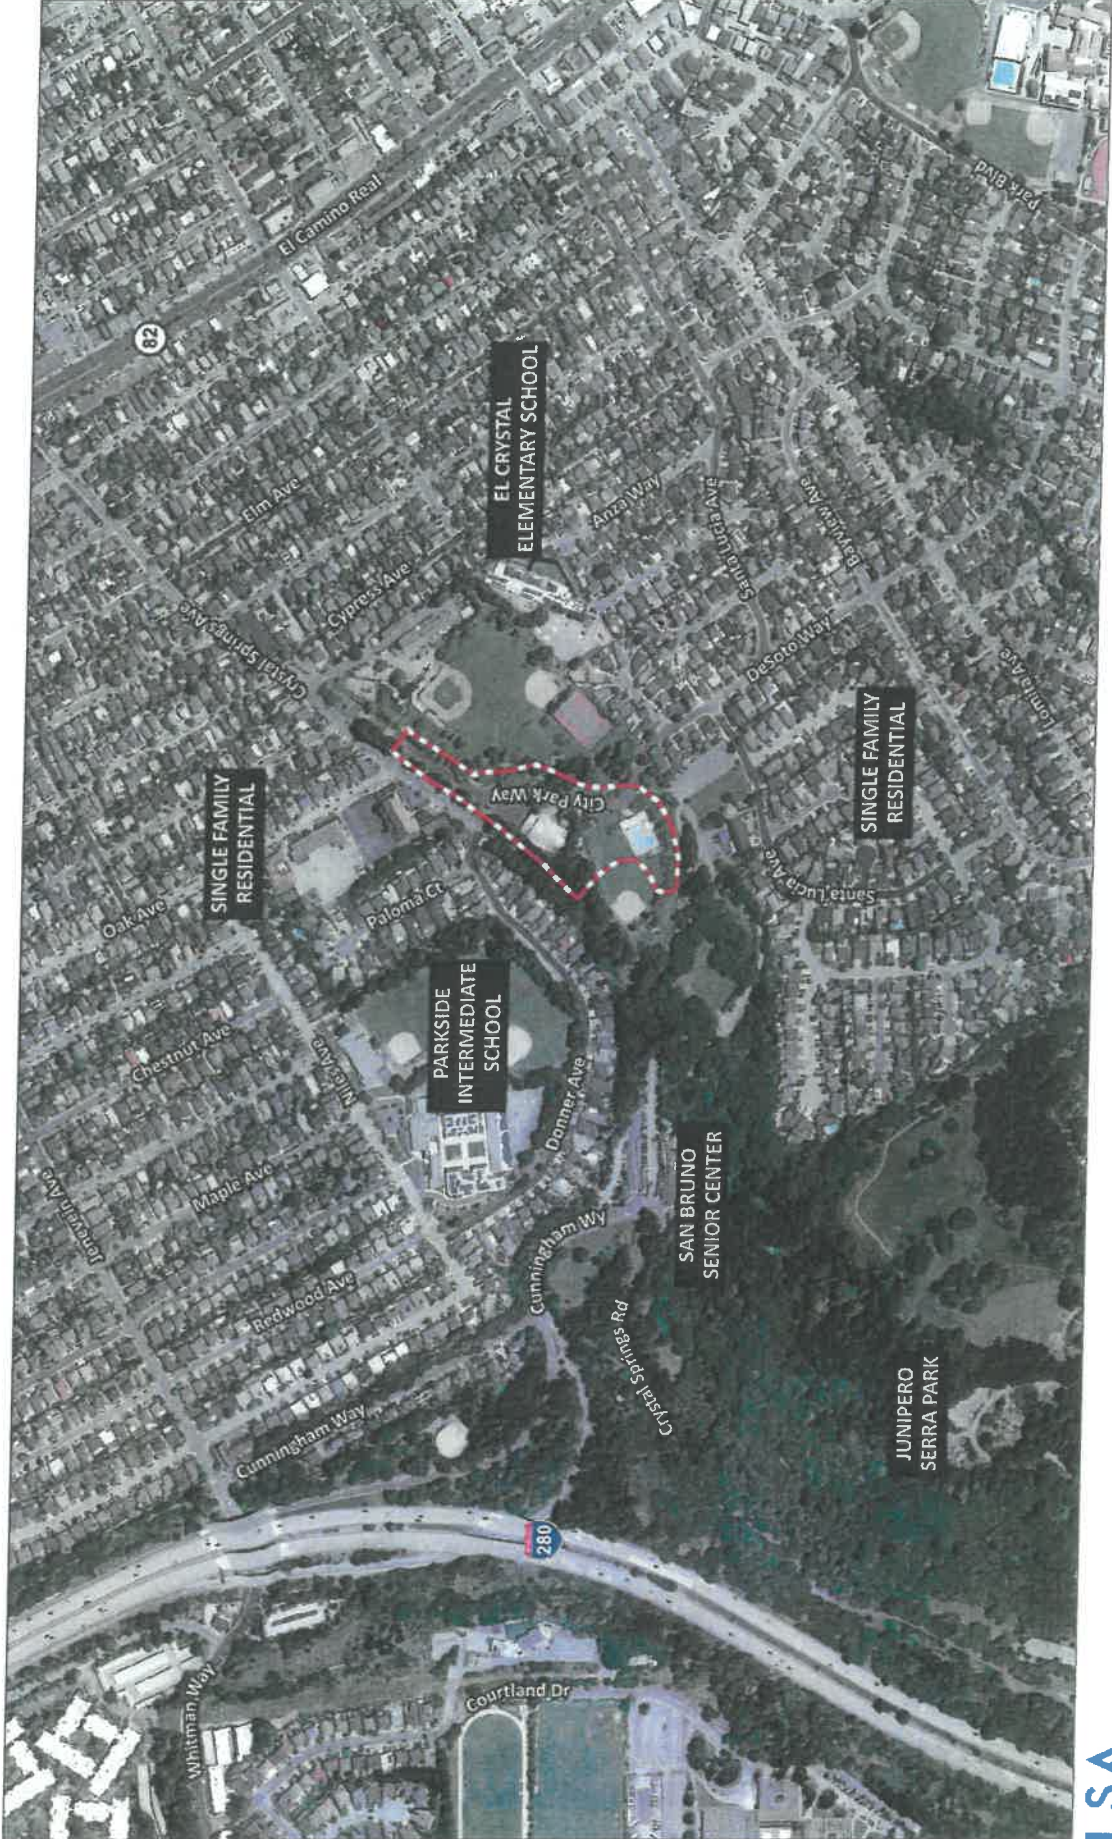 Whitman Way
Courtland Dr
280
Cunningham Way
Jenevein Ave
Redwood Ave
Maple Ave
Chestnut Ave
Oak Ave
Niles Ave
Cunningham Wy
Crystal Springs Rd
Donner Ave
JUNIPERO
SERRA PARK
SAN BRUNO
SENIOR CENTER
PARKSIDE
INTERMEDIATE
SCHOOL
Paloma Ct
SINGLE FAMILY
RESIDENTIAL
City Park Way
Santa Lucia Ave
Santa Lucia Ave
SINGLE FAMILY
RESIDENTIAL
Crystal Springs Ave
Cypress Ave
Ave
DeSoto Way
Lomita Ave
EL CRYSTAL
ELEMENTARY SCHOOL
Anza Way
Santa Lucia Ave
Bayview Ave
82
El Camino Real
Park Blvd